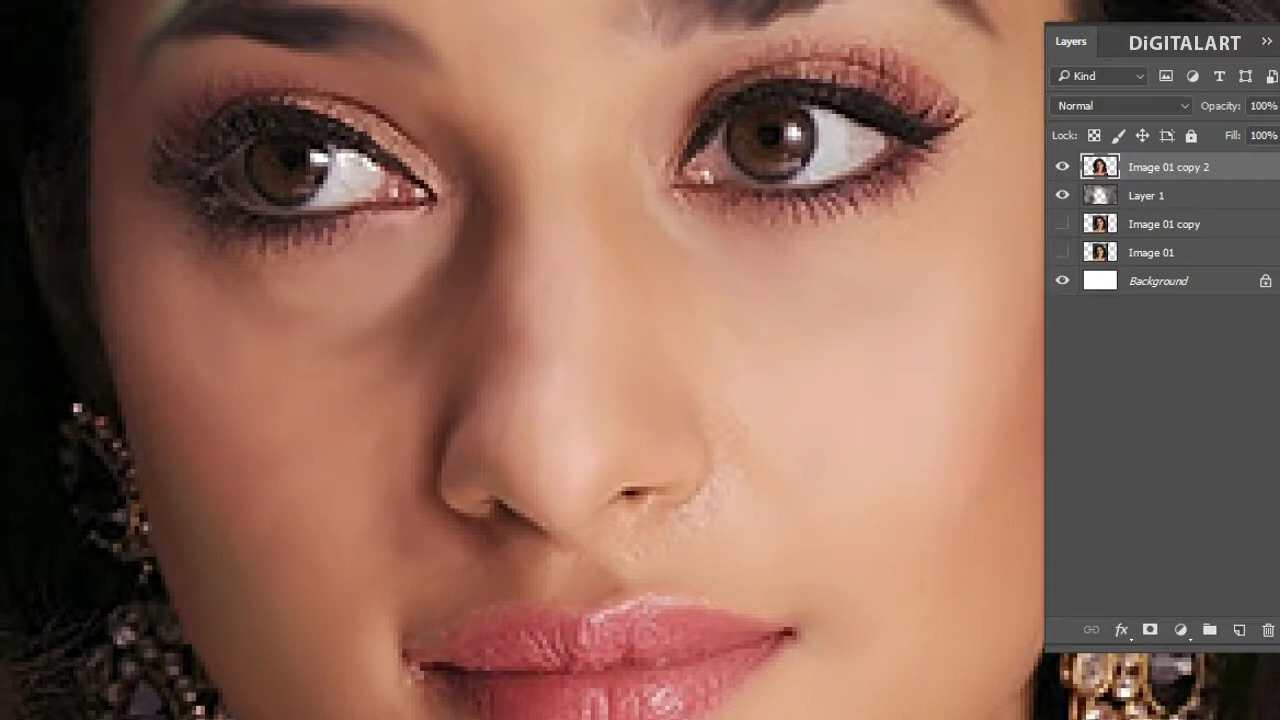 Layers DiGITALART
Kind
Normal Opacity: 100%
Lock: Fill: 100%
Image 01 copy 2
Layer 1
Image 01 copy
Image 01
Background
fx